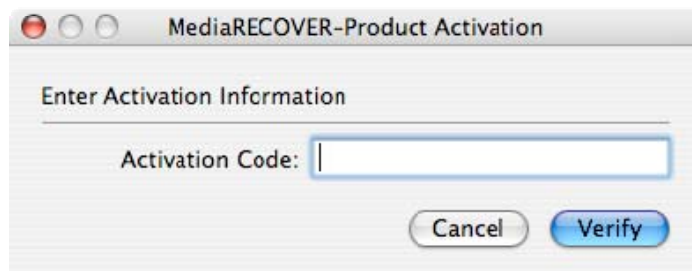 MediaRECOVER-Product Activation
Enter Activation Information
Activation Code:
Cancel Verify